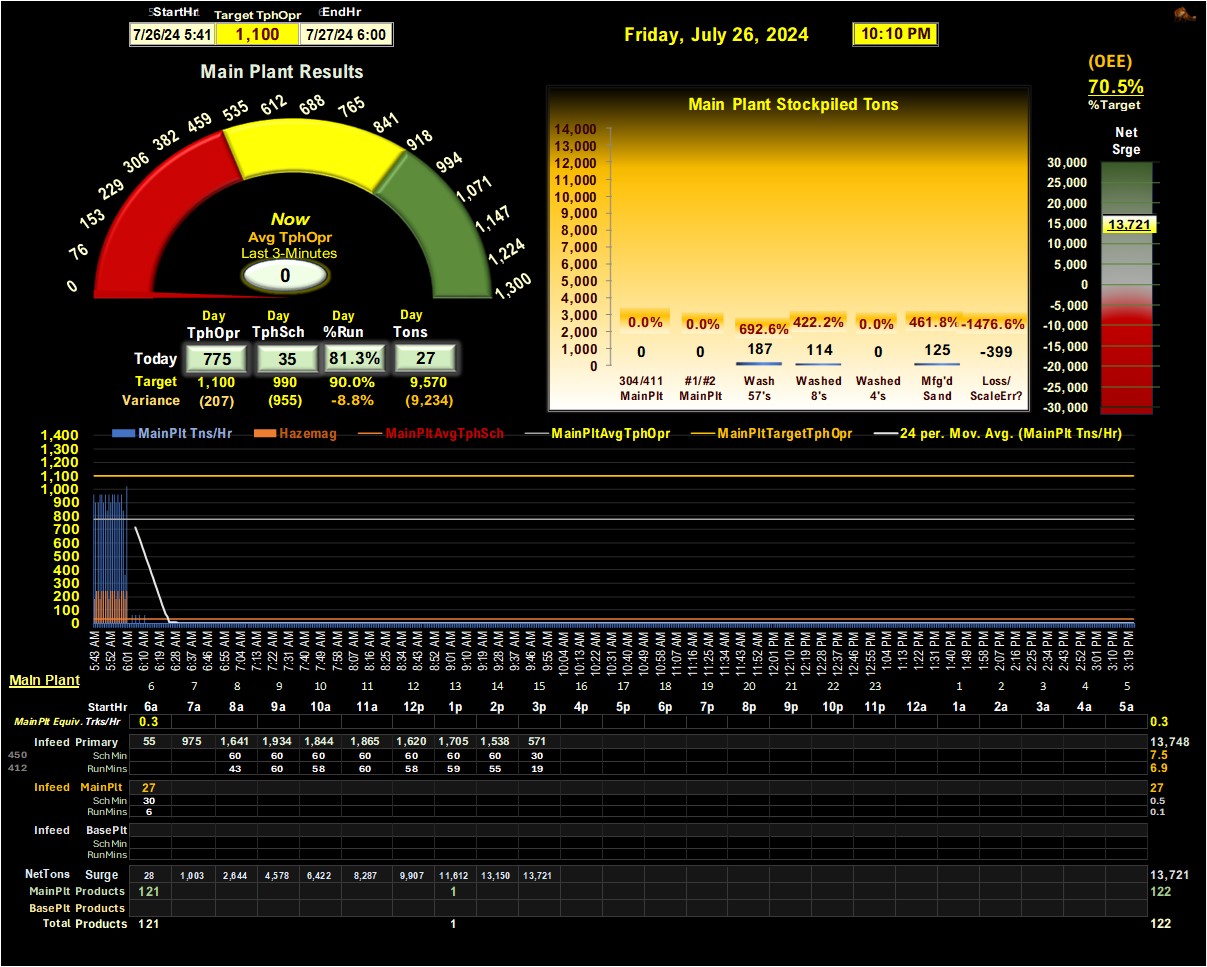 StartHr Target TphOpr EndHr
7/26/24 5:41 1,100 7/27/24 6:00
Friday, July 26, 2024 10:10 PM
(OEE)
70.5%
%Target
Main Plant Results
0 76 153 229 306 382 459 535 612 688 765 841 918 994 1,071 1,147 1,224 1,300
Now
Avg TphOpr
Last 3-Minutes
0
Day Day Day Day
TphOpr TphSch %Run Tons
Today 775 35 81.3% 27
Target 1,100 990 90.0% 9,570
Variance (207) (955) -8.8% (9,234)
Main Plant Stockpiled Tons
14,000
13,000
12,000
11,000
10,000
9,000
8,000
7,000
6,000
5,000
4,000
3,000
2,000
1,000
0
0.0% 0.0% 692.6% 422.2% 0.0% 461.8% -1476.6%
0 0 187 114 0 125 -399
304/411 #1/#2 Wash Washed Washed Mfg'd Loss/
MainPlt MainPlt 57's 8's 4's Sand ScaleErr?
Net
Srge
30,000
25,000
20,000
15,000
13,721
10,000
5,000
0
-5,000
-10,000
-15,000
-20,000
-25,000
-30,000
MainPlt Tns/Hr Hazemag MainPltAvgTphSch MainPltAvgTphOpr MainPltTargetTphOpr 24 per. Mov. Avg. (MainPlt Tns/Hr)
1,400
1,300
1,200
1,100
1,000
900
800
700
600
500
400
300
200
100
0
5:43 AM 5:52 AM 6:01 AM 6:10 AM 6:19 AM 6:28 AM 6:37 AM 6:46 AM 6:55 AM 7:04 AM 7:13 AM 7:22 AM 7:31 AM 7:40 AM 7:49 AM 7:58 AM 8:07 AM 8:16 AM 8:25 AM 8:34 AM 8:43 AM 8:52 AM 9:01 AM 9:10 AM 9:19 AM 9:28 AM 9:37 AM 9:46 AM 9:55 AM 10:04 AM 10:13 AM 10:22 AM 10:31 AM 10:40 AM 10:49 AM 10:58 AM 11:07 AM 11:16 AM 11:25 AM 11:34 AM 11:43 AM 11:52 AM 12:01 PM 12:10 PM 12:19 PM 12:28 PM 12:37 PM 12:46 PM 12:55 PM 1:04 PM 1:13 PM 1:22 PM 1:31 PM 1:40 PM 1:49 PM 1:58 PM 2:07 PM 2:16 PM 2:25 PM 2:34 PM 2:43 PM 2:52 PM 3:01 PM 3:10 PM 3:19 PM
Main Plant 6 7 8 9 10 11 12 13 14 15 16 17 18 19 20 21 22 23 1 2 3 4 5
StartHr 6a 7a 8a 9a 10a 11a 12p 1p 2p 3p 4p 5p 6p 7p 8p 9p 10p 11p 12a 1a 2a 3a 4a 5a
MainPlt Equiv. Trks/Hr 0.3 0.3
Infeed Primary 55 975 1,641 1,934 1,844 1,865 1,620 1,705 1,538 571 13,748
450 Sch Min 60 60 60 60 60 60 60 30 7.5
412 RunMins 43 60 58 60 58 59 55 19 6.9
Infeed MainPlt 27 27
Sch Min 30 0.5
RunMins 6 0.1
Infeed BasePlt
Sch Min
RunMins
NetTons Surge 28 1,003 2,644 4,578 6,422 8,287 9,907 11,612 13,150 13,721 13,721
MainPlt Products 121 1 122
BasePlt Products
Total Products 121 1 122